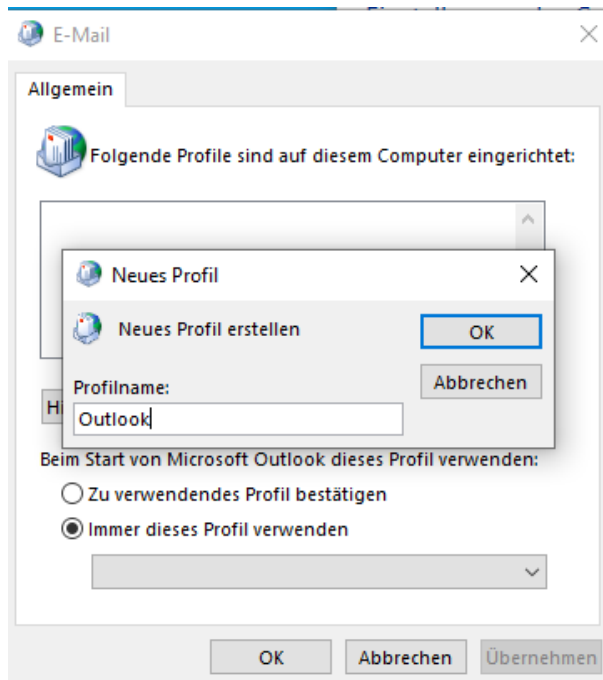 E-Mail
Allgemein
Folgende Profile sind auf diesem Computer eingerichtet:
Neues Profil
Neues Profil erstellen
OK
Abbrechen
Profilname:
Outlook
Hi
Beim Start von Microsoft Outlook dieses Profil verwenden:
Zu verwendendes Profil bestätigen
Immer dieses Profil verwenden
OK Abbrechen Übernehmen